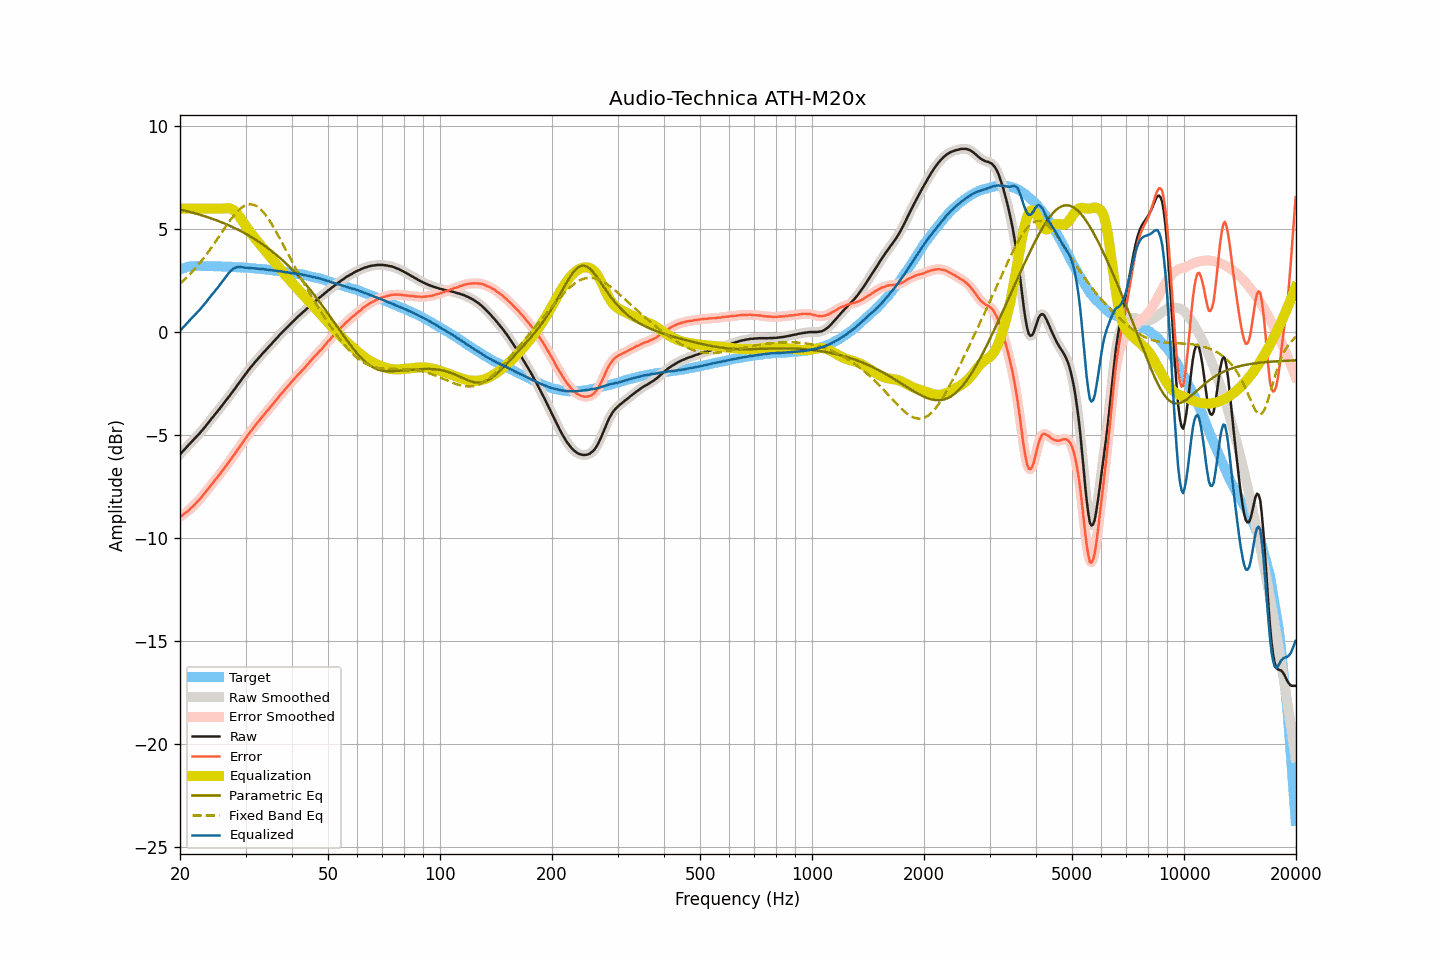 Audio-Technica ATH-M20x
10
5
0
−5
−10
−15
−20
−25
Amplitude (dBr)
Target
Raw Smoothed
Error Smoothed
Raw
Error
Equalization
Parametric Eq
Fixed Band Eq
Equalized
20 50 100 200 500 1000 2000 5000 10000 20000
Frequency (Hz)